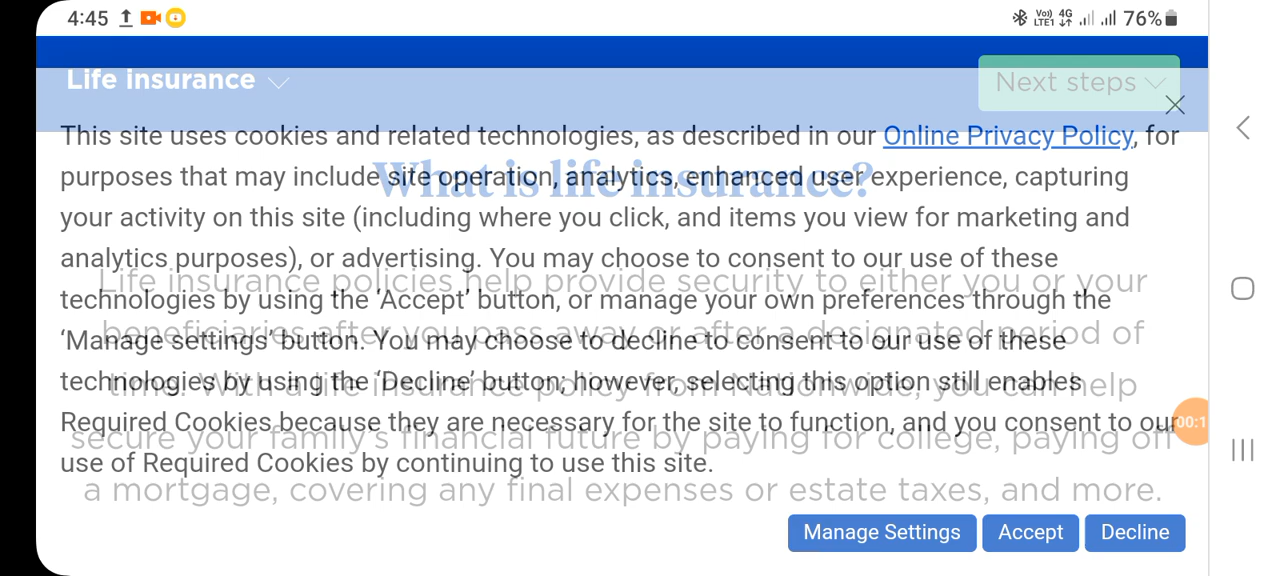 4:45
Vo)) LTE1 4G 76%
Life insurance
Next steps
This site uses cookies and related technologies, as described in our Online Privacy Policy, for
What is life insurance?
purposes that may include site operation, analytics, enhanced user experience, capturing
your activity on this site (including where you click, and items you view for marketing and
analytics purposes), or advertising. You may choose to consent to our use of these
Life insurance policies help provide security to either you or your
technologies by using the ‘Accept’ button, or manage your own preferences through the
beneficiaries after you pass away or after a designated period of
‘Manage settings’ button. You may choose to decline to consent to our use of these
technologies by using the ‘Decline’ button; however, selecting this option still enables
time. With a life insurance policy from Nationwide, you can help
Required Cookies because they are necessary for the site to function, and you consent to our
00:1
secure your family's financial future by paying for college, paying off
use of Required Cookies by continuing to use this site.
a mortgage, covering any final expenses or estate taxes, and more.
Manage Settings Accept Decline